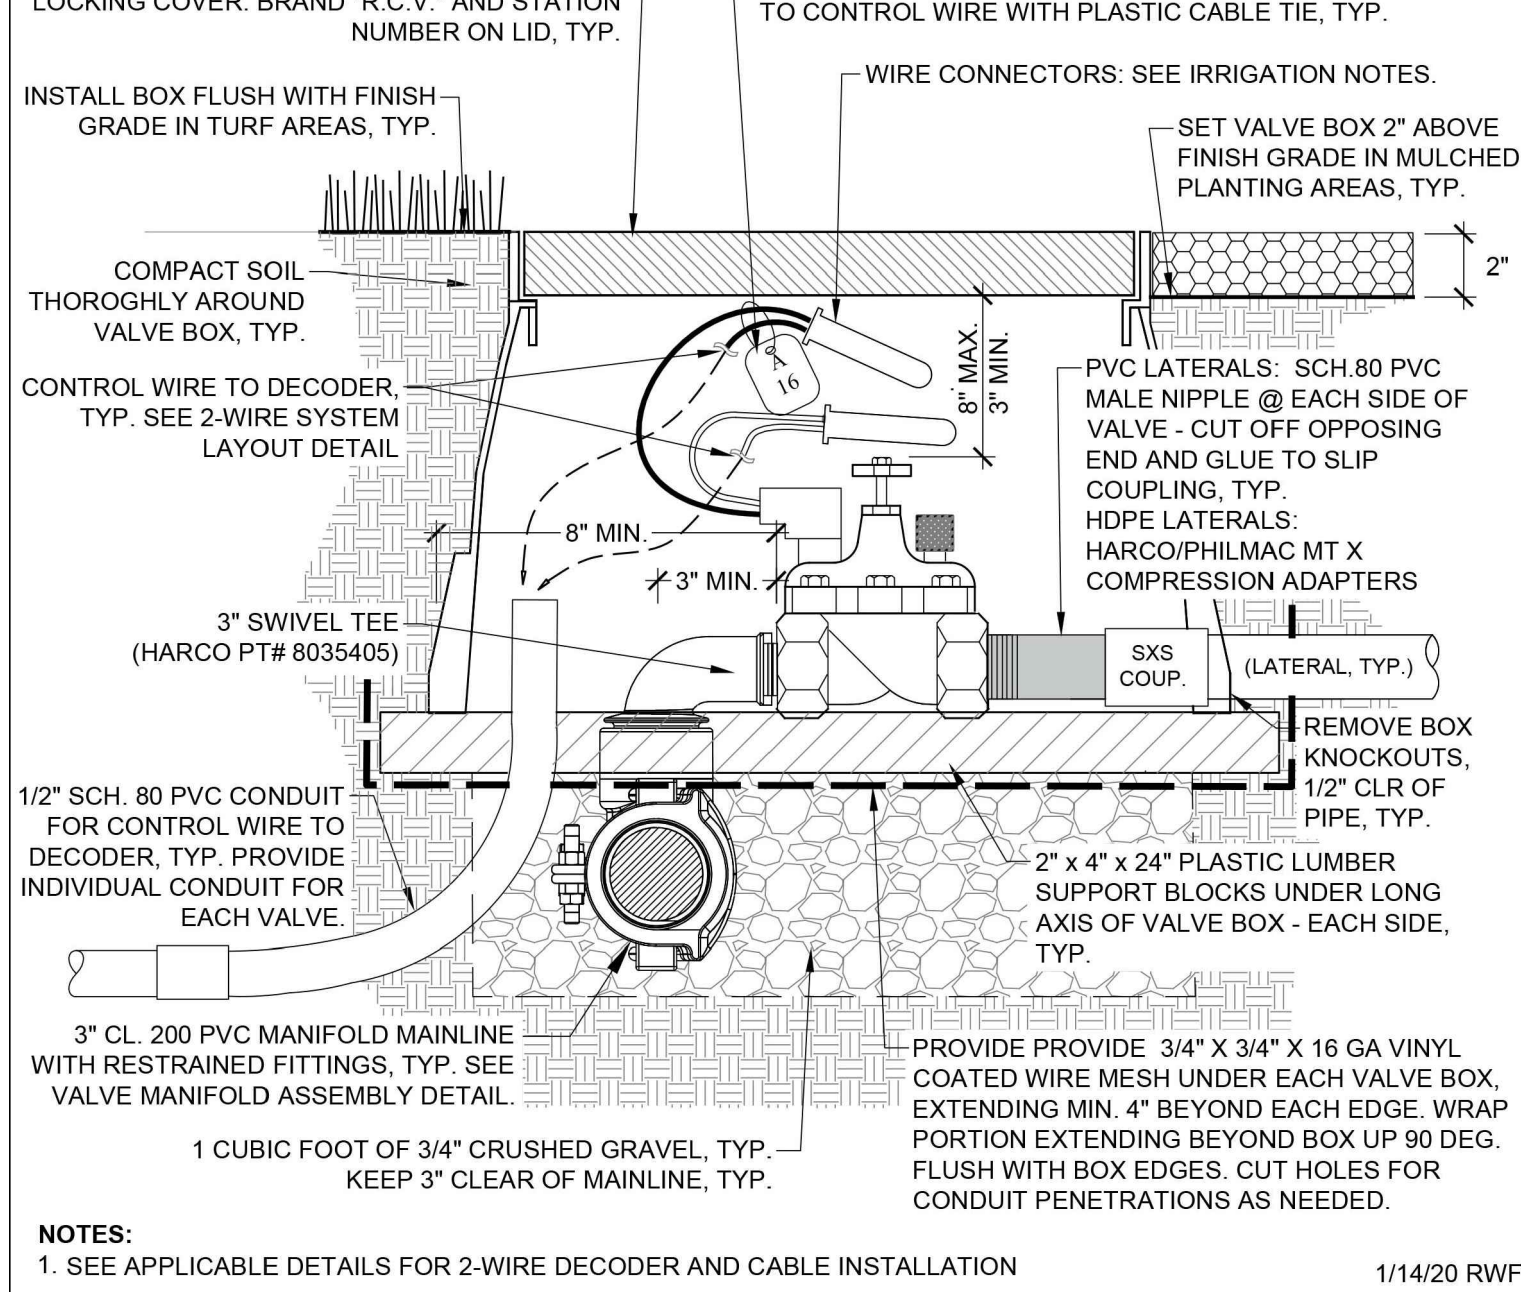 LOCKING COVER. BRAND "R.C.V." AND STATION
NUMBER ON LID, TYP.
TO CONTROL WIRE WITH PLASTIC CABLE TIE, TYP.
WIRE CONNECTORS: SEE IRRIGATION NOTES.
INSTALL BOX FLUSH WITH FINISH
GRADE IN TURF AREAS, TYP.
SET VALVE BOX 2" ABOVE
FINISH GRADE IN MULCHED
PLANTING AREAS, TYP.
2"
COMPACT SOIL
THOROGHLY AROUND
VALVE BOX, TYP.
A
16
8" MAX.
3" MIN.
CONTROL WIRE TO DECODER,
TYP. SEE 2-WIRE SYSTEM
LAYOUT DETAIL
PVC LATERALS: SCH.80 PVC
MALE NIPPLE @ EACH SIDE OF
VALVE - CUT OFF OPPOSING
END AND GLUE TO SLIP
COUPLING, TYP.
HDPE LATERALS:
HARCO/PHILMAC MT X
COMPRESSION ADAPTERS
8" MIN.
3" MIN.
3" SWIVEL TEE
(HARCO PT# 8035405)
SXS
COUP.
(LATERAL, TYP.)
REMOVE BOX
KNOCKOUTS,
1/2" CLR OF
PIPE, TYP.
1/2" SCH. 80 PVC CONDUIT
FOR CONTROL WIRE TO
DECODER, TYP. PROVIDE
INDIVIDUAL CONDUIT FOR
EACH VALVE.
2" x 4" x 24" PLASTIC LUMBER
SUPPORT BLOCKS UNDER LONG
AXIS OF VALVE BOX - EACH SIDE,
TYP.
3" CL. 200 PVC MANIFOLD MAINLINE
WITH RESTRAINED FITTINGS, TYP. SEE
VALVE MANIFOLD ASSEMBLY DETAIL.
PROVIDE PROVIDE 3/4" X 3/4" X 16 GA VINYL
COATED WIRE MESH UNDER EACH VALVE BOX,
EXTENDING MIN. 4" BEYOND EACH EDGE. WRAP
PORTION EXTENDING BEYOND BOX UP 90 DEG.
FLUSH WITH BOX EDGES. CUT HOLES FOR
CONDUIT PENETRATIONS AS NEEDED.
1 CUBIC FOOT OF 3/4" CRUSHED GRAVEL, TYP.
KEEP 3" CLEAR OF MAINLINE, TYP.
NOTES:
1. SEE APPLICABLE DETAILS FOR 2-WIRE DECODER AND CABLE INSTALLATION
1/14/20 RWF